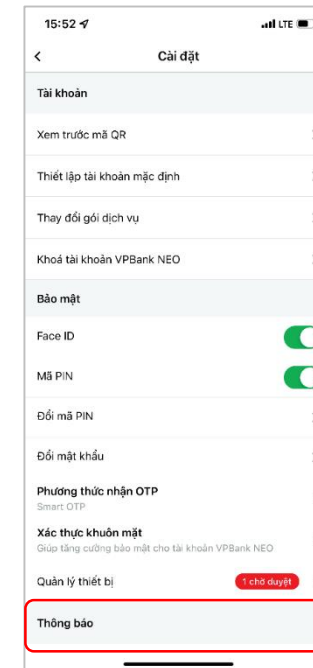 15:52
LTE
Cài đặt
Tài khoản
Xem trước mã QR
Thiết lập tài khoản mặc định
Thay đổi gói dịch vụ
Khoá tài khoản VPBank NEO
Bảo mật
Face ID
Mã PIN
Đổi mã PIN
Đổi mật khẩu
Phương thức nhận OTP
Smart OTP
Xác thực khuôn mặt
Giúp tăng cường bảo mật cho tài khoản VPBank NEO
Quản lý thiết bị
1 chờ duyệt
Thông báo